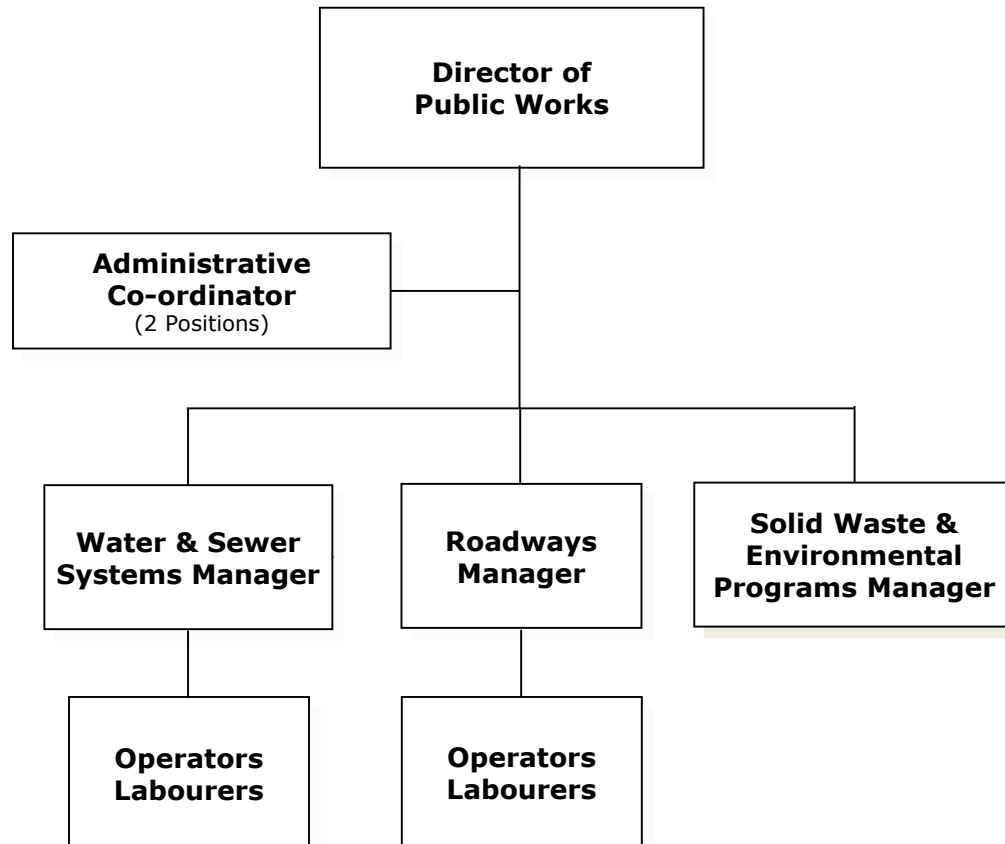 Director of
Public Works
Administrative
Co-ordinator
(2 Positions)
Water & Sewer
Systems Manager
Roadways
Manager
Solid Waste &
Environmental
Programs Manager
Operators
Labourers
Operators
Labourers